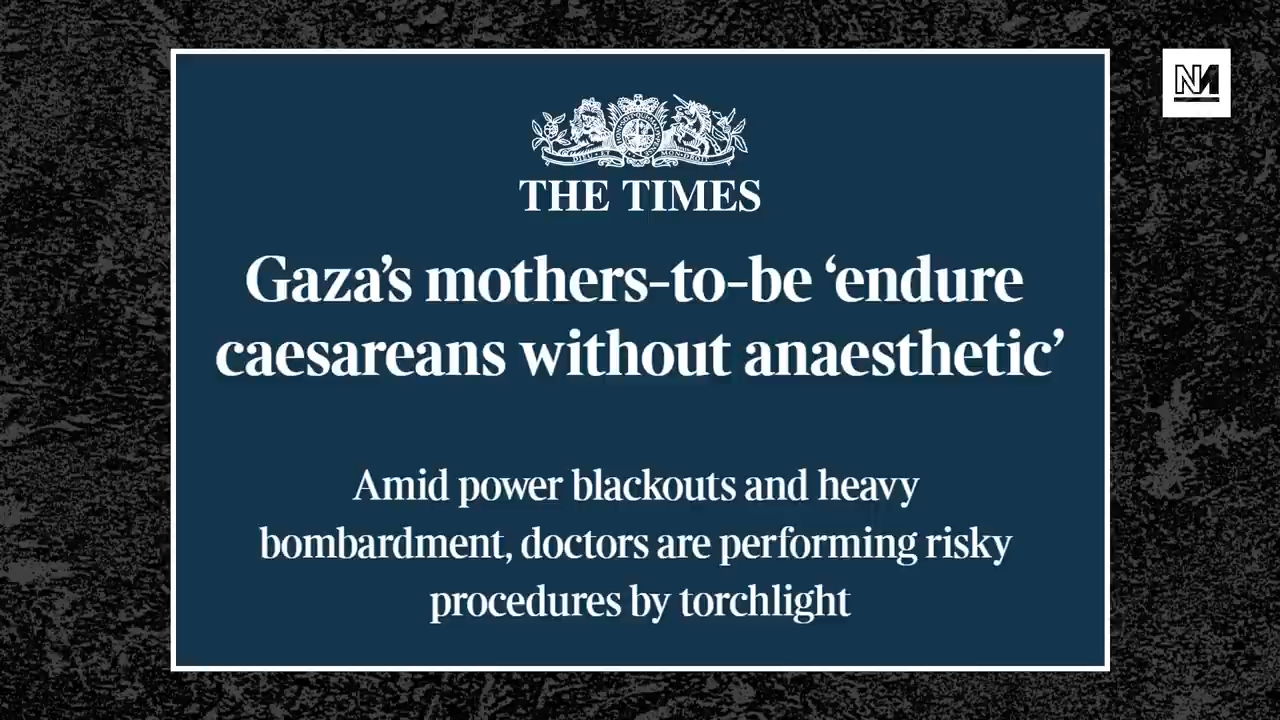 THE TIMES
Gaza’s mothers-to-be ‘endure
caesareans without anaesthetic’
Amid power blackouts and heavy
bombardment, doctors are performing risky
procedures by torchlight